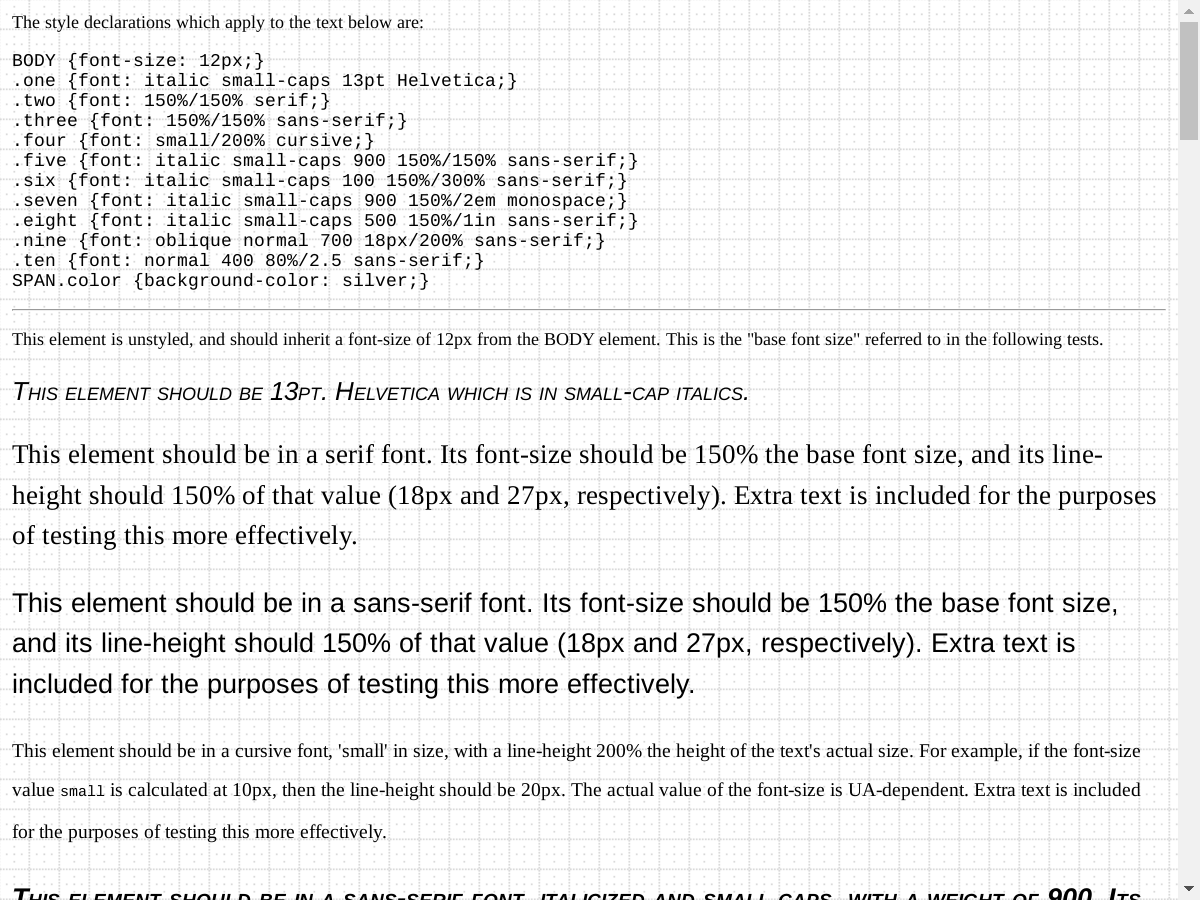 The style declarations which apply to the text below are:
BODY {font-size: 12px;}
.one {font: italic small-caps 13pt Helvetica;}
.two {font: 150%/150% serif;}
.three {font: 150%/150% sans-serif;}
.four {font: small/200% cursive;}
.five {font: italic small-caps 900 150%/150% sans-serif;}
.six {font: italic small-caps 100 150%/300% sans-serif;}
.seven {font: italic small-caps 900 150%/2em monospace;}
.eight {font: italic small-caps 500 150%/1in sans-serif;}
.nine {font: oblique normal 700 18px/200% sans-serif;}
.ten {font: normal 400 80%/2.5 sans-serif;}
SPAN.color {background-color: silver;}
This element is unstyled, and should inherit a font-size of 12px from the BODY element. This is the "base font size" referred to in the following tests.
This element should be 13pt. Helvetica which is in small-cap italics.
This element should be in a serif font. Its font-size should be 150% the base font size, and its line-
height should 150% of that value (18px and 27px, respectively). Extra text is included for the purposes
of testing this more effectively.
This element should be in a sans-serif font. Its font-size should be 150% the base font size,
and its line-height should 150% of that value (18px and 27px, respectively). Extra text is
included for the purposes of testing this more effectively.
This element should be in a cursive font, 'small' in size, with a line-height 200% the height of the text's actual size. For example, if the font-size
value small is calculated at 10px, then the line-height should be 20px. The actual value of the font-size is UA-dependent. Extra text is included
for the purposes of testing this more effectively.
This element should be in a sans-serif font, italicized and small caps, with a weight of 900. Its